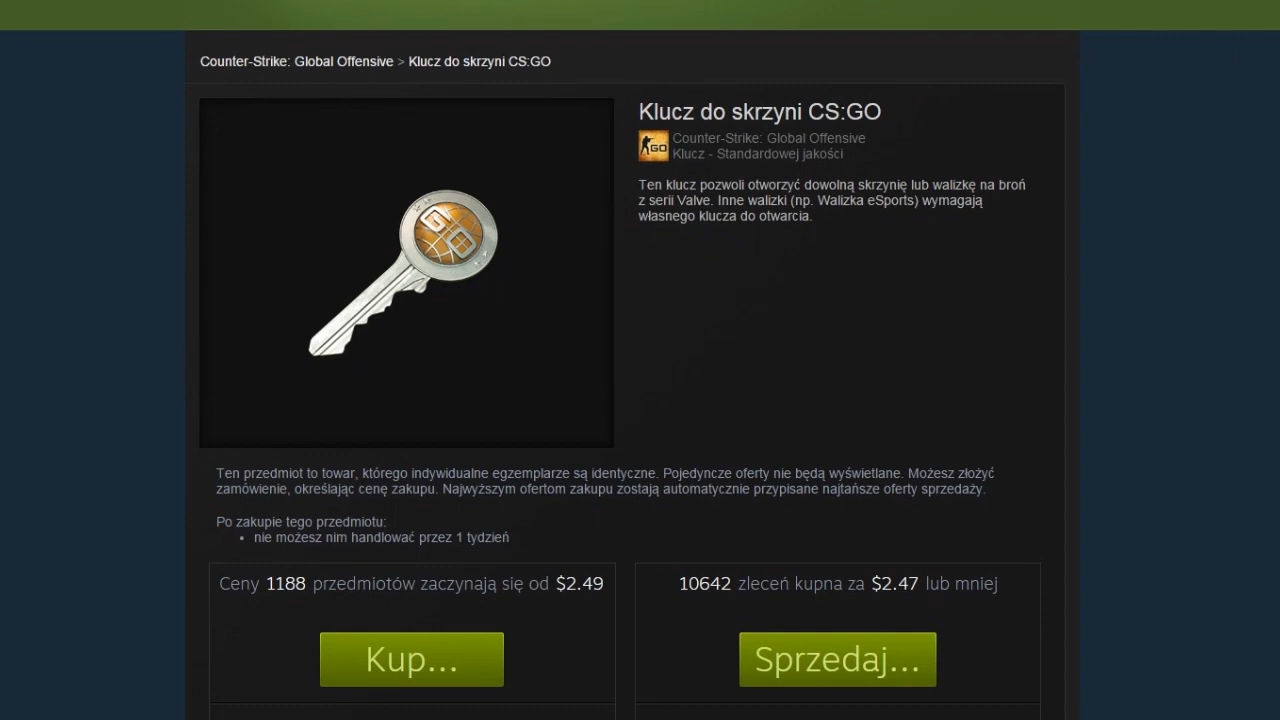 Counter-Strike: Global Offensive > Klucz do skrzyni CS:GO
Klucz do skrzyni CS:GO
GO
Counter-Strike: Global Offensive
Klucz - Standardowej jakości
Ten klucz pozwoli otworzyć dowolną skrzynię lub walizkę na broń
z serii Valve. Inne walizki (np. Walizka eSports) wymagają
własnego klucza do otwarcia.
GO
Ten przedmiot to towar, którego indywidualne egzemplarze są identyczne. Pojedyncze oferty nie będą wyświetlane. Możesz złożyć
zamówienie, określając cenę zakupu. Najwyższym ofertom zakupu zostają automatycznie przypisane najtańsze oferty sprzedaży.
Po zakupie tego przedmiotu:
• nie możesz nim handlować przez 1 tydzień
Ceny 1188 przedmiotów zaczynają się od $2.49
10642 zleceń kupna za $2.47 lub mniej
Kup...
Sprzedaj...